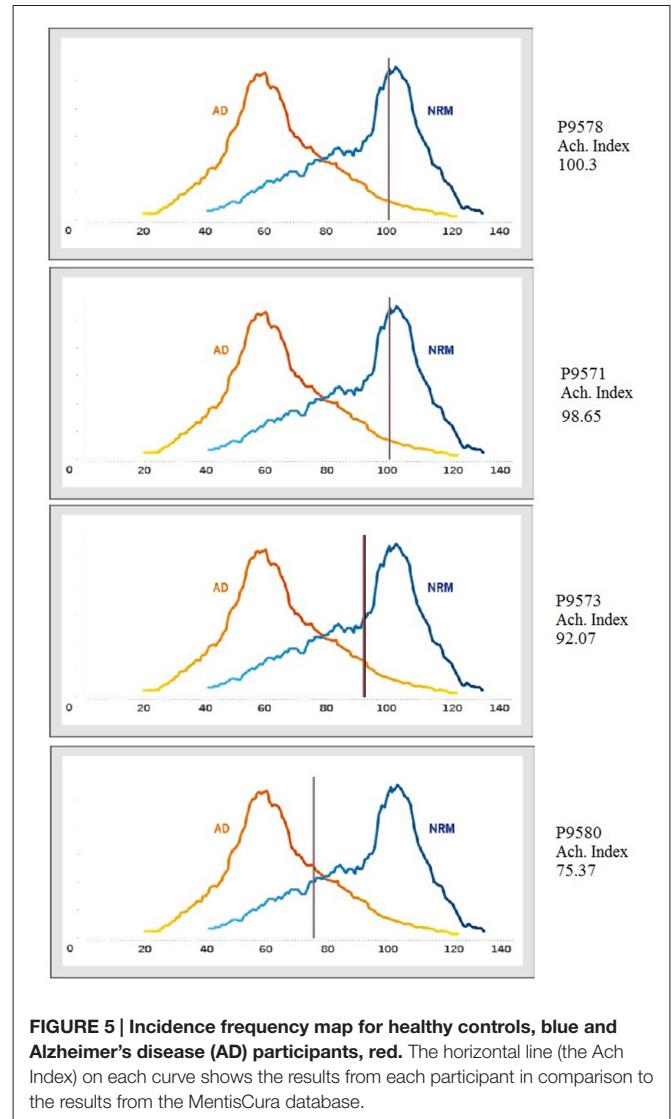 AD
NRM
0 20 40 60 80 100 120 140
P9578
Ach. Index
100.3
AD
NRM
0 20 40 60 80 100 120 140
P9571
Ach. Index
98.65
AD
NRM
0 20 40 60 80 100 120 140
P9573
Ach. Index
92.07
AD
NRM
0 20 40 60 80 100 120 140
P9580
Ach. Index
75.37
FIGURE 5 | Incidence frequency map for healthy controls, blue and
Alzheimer's disease (AD) participants, red. The horizontal line (the Ach
Index) on each curve shows the results from each participant in comparison to
the results from the MentisCura database.